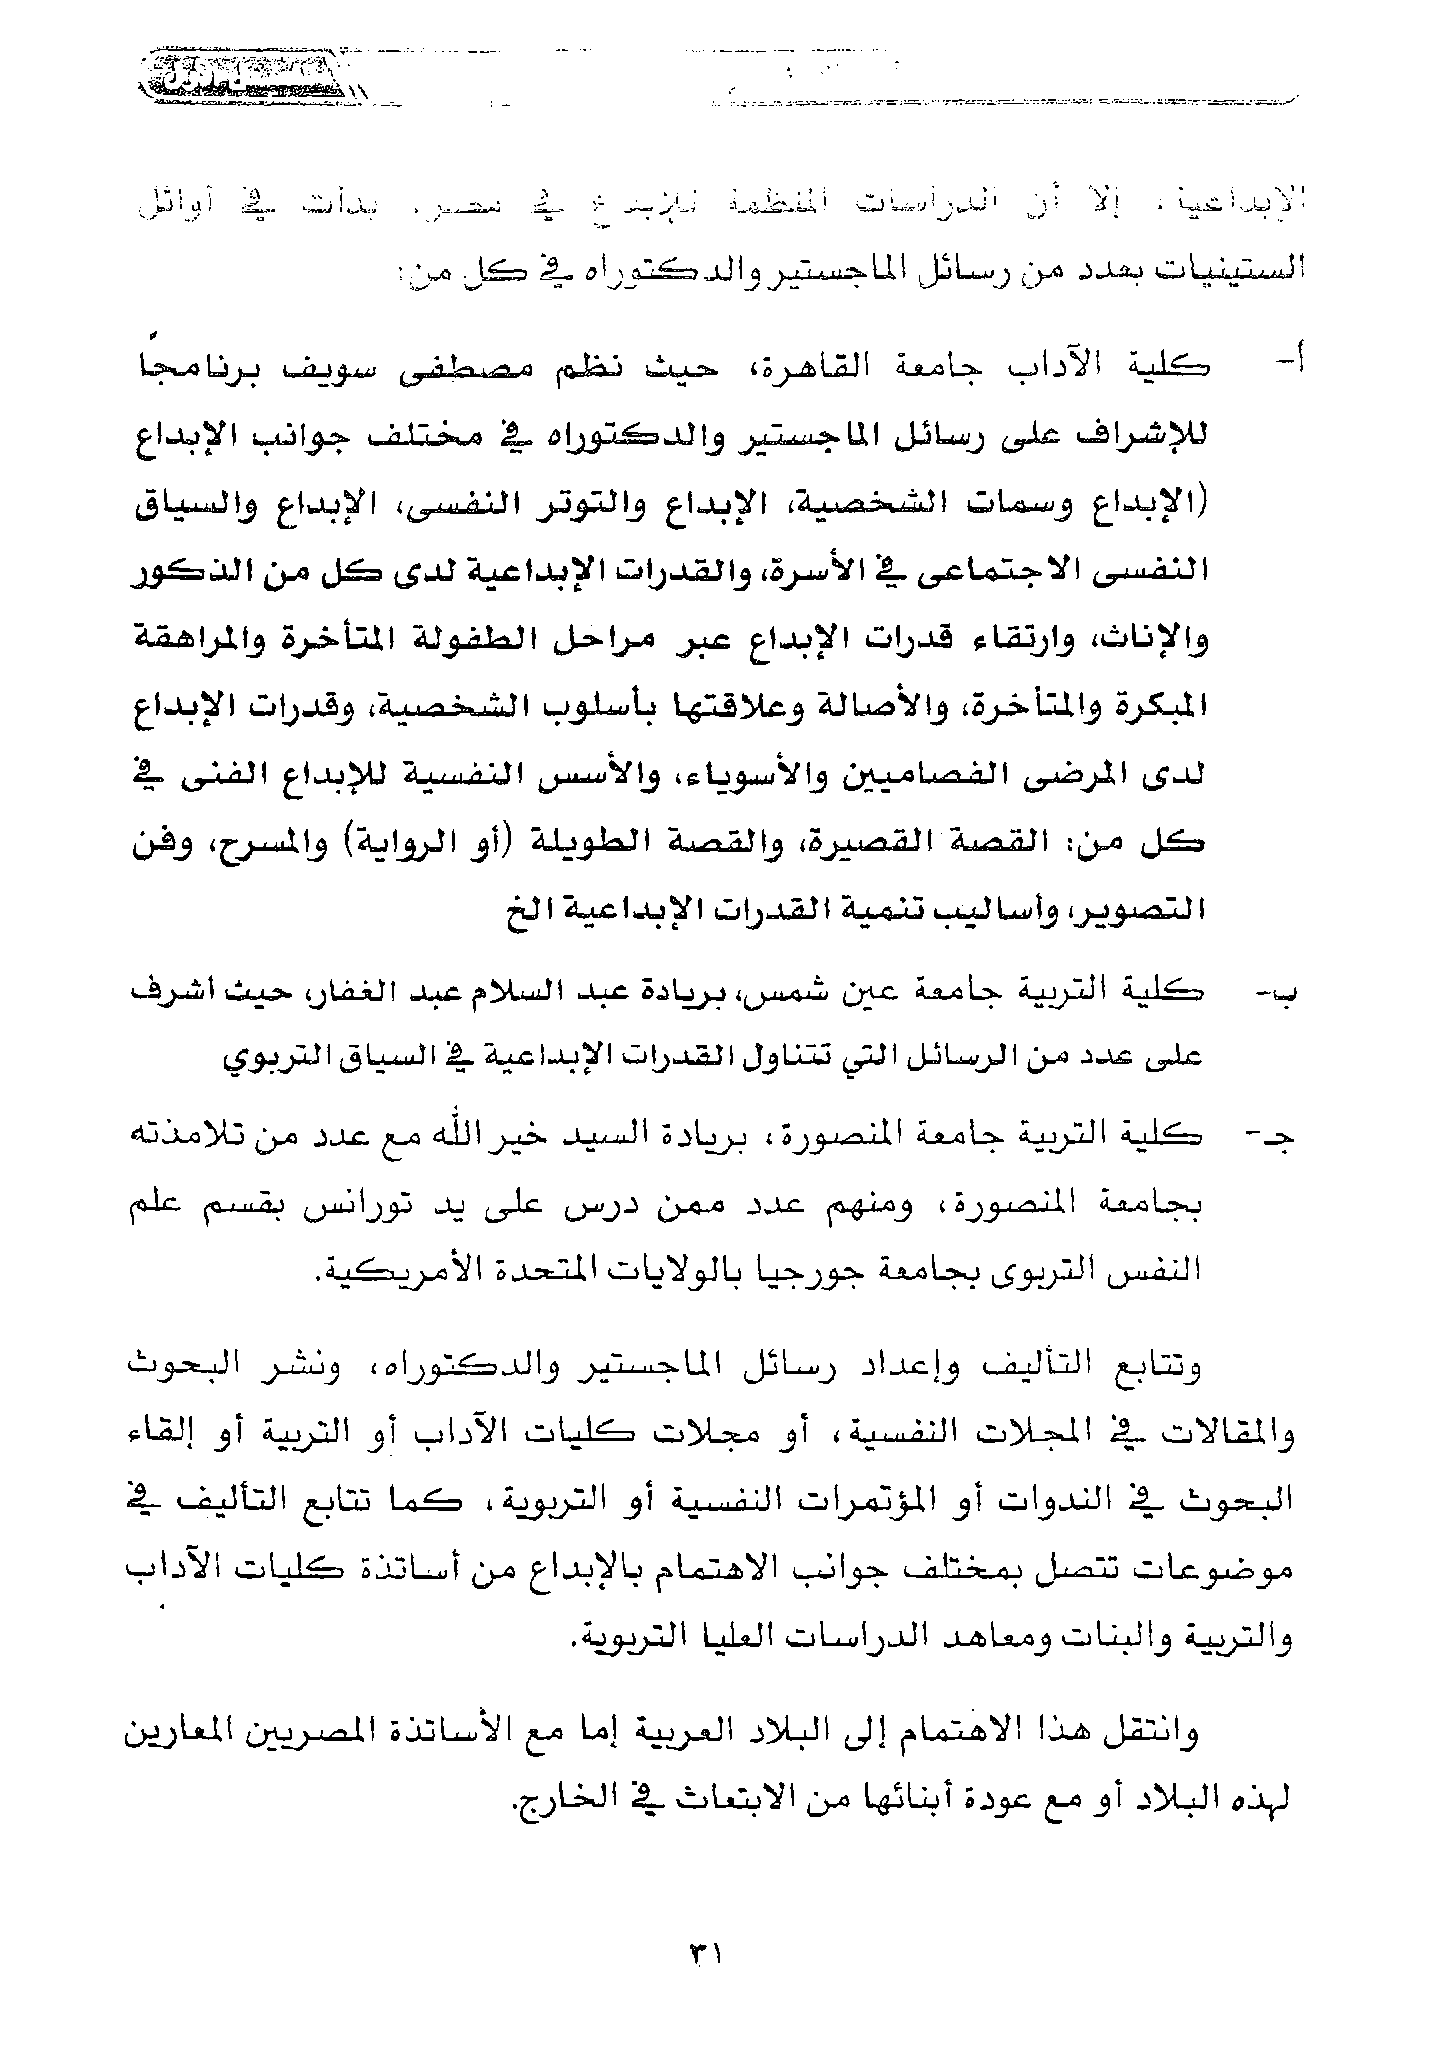 الإبداعية، إلا أن الدراسات المنظمة للإبداع في مصر، بدأت في أوائل
الستينيات بعدد من رسائل الماجستير والدكتوراه في كل من:
أ- كلية الآداب جامعة القاهرة، حيث نظم مصطفى سويف برنامجاً
للإشراف على رسائل الماجستير والدكتوراه في مختلف جوانب الإبداع
(الإبداع وسمات الشخصية، الإبداع والتوتر النفسى، الإبداع والسياق
النفسى الاجتماعى في الأسرة، والقدرات الإبداعية لدى كل من الذكور
والإناث، وارتقاء قدرات الإبداع عبر مراحل الطفولة المتأخرة والمراهقة
المبكرة والمتأخرة، والأصالة وعلاقتها بأسلوب الشخصية، وقدرات الإبداع
لدى المرضى الفصاميين والأسوياء، والأسس النفسية للإبداع الفنى في
كل من: القصة القصيرة، والقصة الطويلة (أو الرواية) والمسرح، وفن
التصوير، وأساليب تنمية القدرات الإبداعية الخ
ب- كلية التربية جامعة عين شمس، بريادة عبد السلام عبد الغفار، حيث أشرف
على عدد من الرسائل التي تتناول القدرات الإبداعية في السياق التربوي
جـ- كلية التربية جامعة المنصورة، بريادة السيد خير الله مع عدد من تلامذته
بجامعة المنصورة، ومنهم عدد ممن درس على يد تورانس بقسم علم
النفس التربوى بجامعة جورجيا بالولايات المتحدة الأمريكية.
وتتابع التأليف وإعداد رسائل الماجستير والدكتوراه، ونشر البحوث
والمقالات في المجلات النفسية، أو مجلات كليات الآداب أو التربية أو إلقاء
البحوث في الندوات أو المؤتمرات النفسية أو التربوية، كما تتابع التأليف في
موضوعات تتصل بمختلف جوانب الاهتمام بالإبداع من أساتذة كليات الآداب
والتربية والبنات ومعاهد الدراسات العليا التربوية.
وانتقل هذا الاهتمام إلى البلاد العربية إما مع الأساتذة المصريين المعارين
لهذه البلاد أو مع عودة أبنائها من الابتعاث في الخارج.
٣١